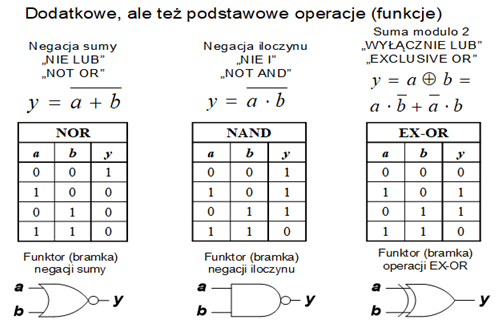 Dodatkowe, ale też podstawowe operacje (funkcje)
Negacja sumy
„NIE LUB”
„NOT OR”
y = \overline{a + b}
NOR
a b y
0 0 1
1 0 0
0 1 0
1 1 0
Funktor (bramka)
negacji sumy
a
b
y
Negacja iloczynu
„NIE I”
„NOT AND”
y = \overline{a · b}
NAND
a b y
0 0 1
1 0 1
0 1 1
1 1 0
Funktor (bramka)
negacji iloczynu
a
b
y
Suma modulo 2
„WYŁĄCZNIE LUB”
„EXCLUSIVE OR”
y = a ⊕ b =
a · \overline{b} + \overline{a} · b
EX-OR
a b y
0 0 0
1 0 1
0 1 1
1 1 0
Funktor (bramka)
operacji EX-OR
a
b
y